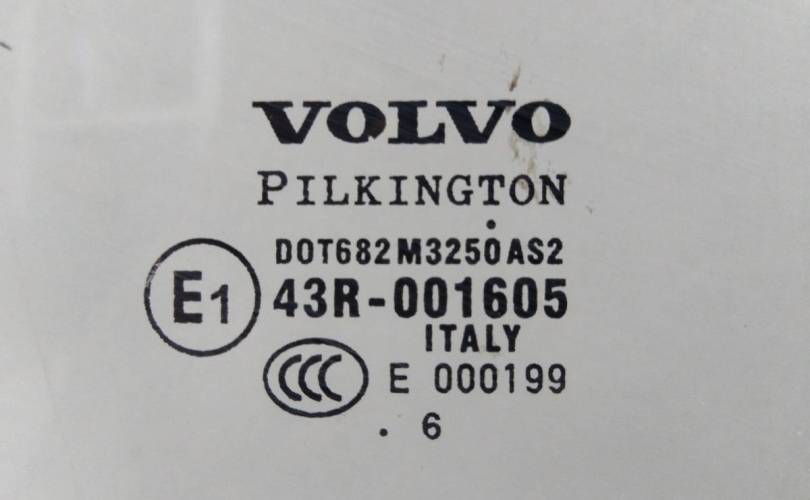 VOLVO
PILKINGTON
DOT682 M3250 AS2
E1 43R-001605
ITALY
CCC E 000199
. 6